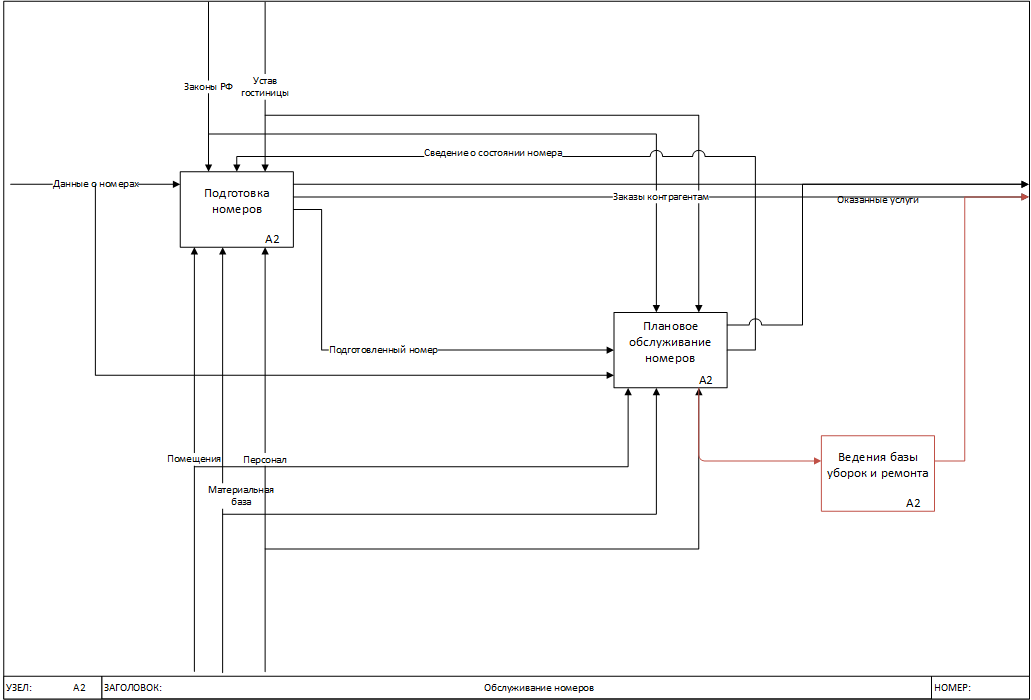 Законы РФ
Устав
гостиницы
Сведение о состоянии номера
Данные о номерах
Подготовка
номеров
A2
Заказы контрагентам
Оказанные услуги
Плановое
обслуживание
номеров
A2
Подготовленный номер
Помещения
Персонал
Материальная
база
Ведения базы
уборок и ремонта
A2
УЗЕЛ:
A2
ЗАГОЛОВОК:
Обслуживание номеров
НОМЕР: